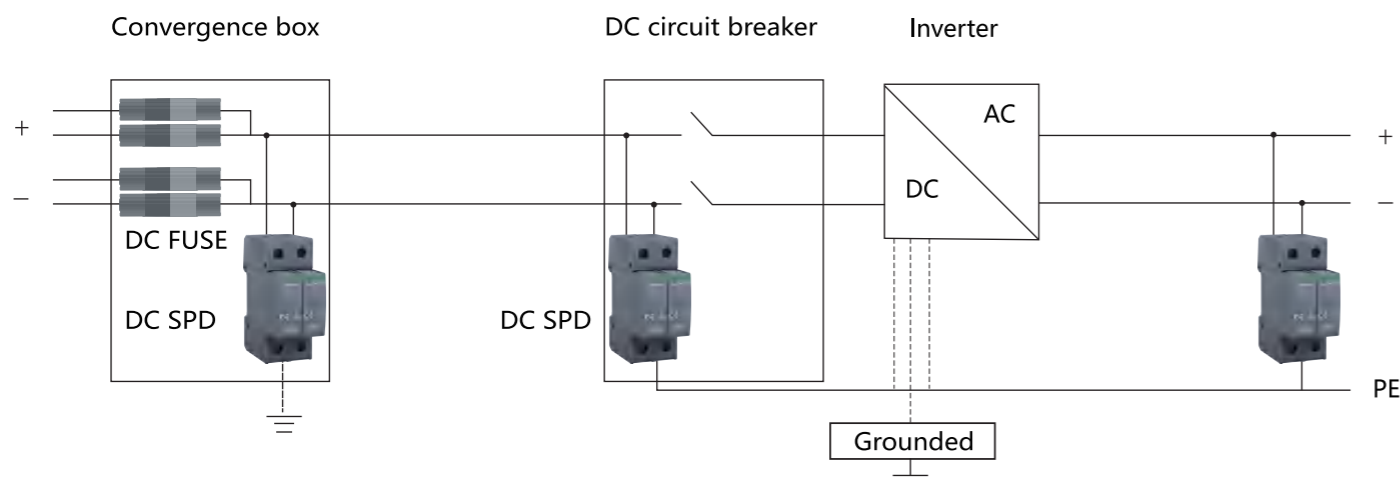 Convergence box
DC circuit breaker
Inverter
+
−
DC FUSE
DC SPD
DC SPD
AC
DC
+
−
PE
Grounded